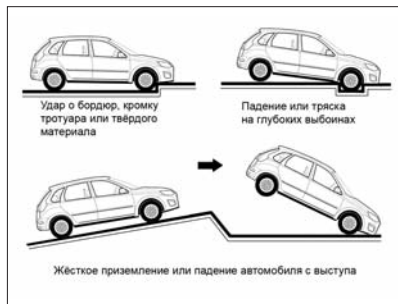 Удар о бордюр, кромку
тротуара или твёрдого
материала
Падение или тряска
на глубоких выбоинах
Жёсткое приземление или падение автомобиля с выступа